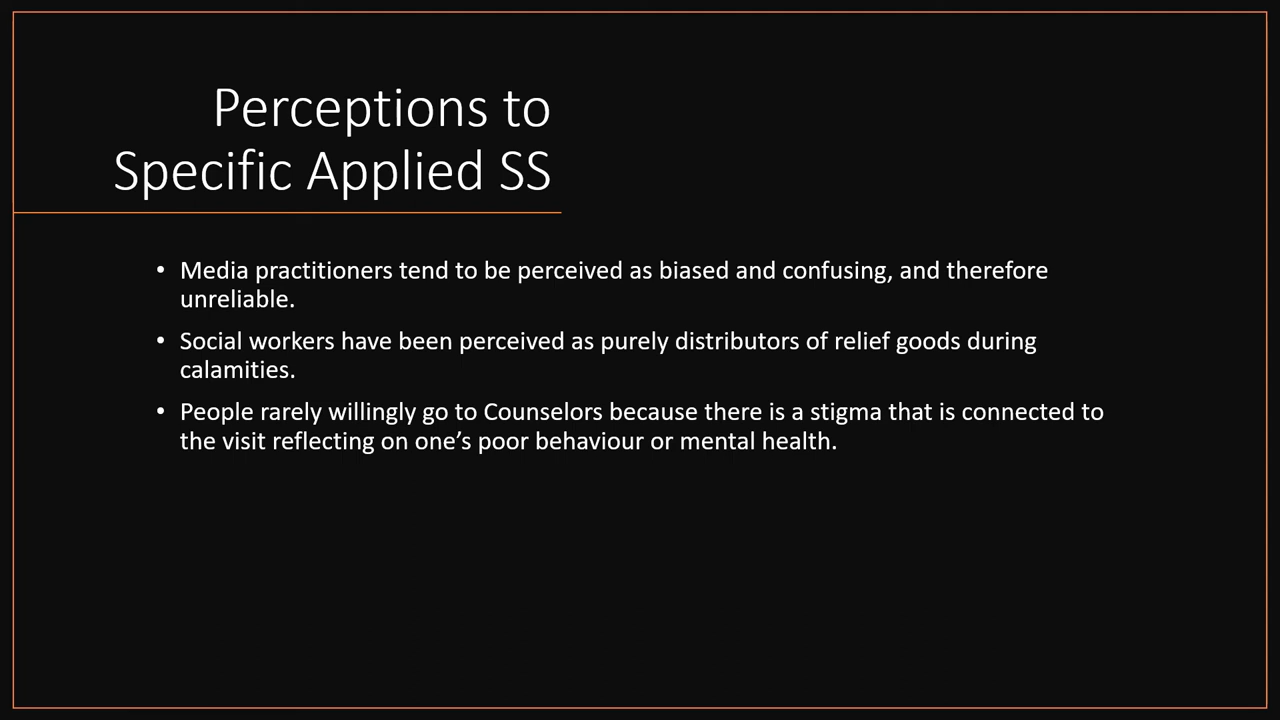 Perceptions to
Specific Applied SS
• Media practitioners tend to be perceived as biased and confusing, and therefore
unreliable.
• Social workers have been perceived as purely distributors of relief goods during
calamities.
• People rarely willingly go to Counselors because there is a stigma that is connected to
the visit reflecting on one’s poor behaviour or mental health.